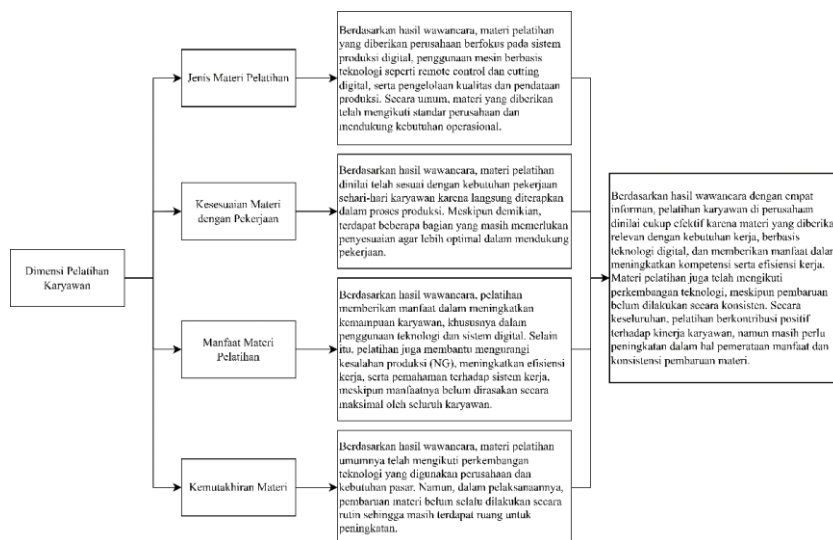 Dimensi Pelatihan
Karyawan
Jenis Materi Pelatihan
Berdasarkan hasil wawancara, materi pelatihan
yang diberikan perusahaan berfokus pada sistem
produksi digital, penggunaan mesin berbasis
teknologi seperti remote control dan cutting
digital, serta pengelolaan kualitas dan pendataan
produksi. Secara umum, materi yang diberikan
telah mengikuti standar perusahaan dan
mendukung kebutuhan operasional.
Kesesuaian Materi
dengan Pekerjaan
Berdasarkan hasil wawancara, materi pelatihan
dinilai telah sesuai dengan kebutuhan pekerjaan
sehari-hari karyawan karena langsung diterapkan
dalam proses produksi. Meskipun demikian,
terdapat beberapa bagian yang masih memerlukan
penyesuaian agar lebih optimal dalam mendukung
pekerjaan.
Manfaat Materi
Pelatihan
Berdasarkan hasil wawancara, pelatihan
memberikan manfaat dalam meningkatkan
kemampuan karyawan, khususnya dalam
penggunaan teknologi dan sistem digital. Selain
itu, pelatihan juga membantu mengurangi
kesalahan produksi (NG), meningkatkan efisiensi
kerja, serta pemahaman terhadap sistem kerja,
meskipun manfaatnya belum dirasakan secara
maksimal oleh seluruh karyawan.
Kemutakhiran Materi
Berdasarkan hasil wawancara, materi pelatihan
umumnya telah mengikuti perkembangan
teknologi yang digunakan perusahaan dan
kebutuhan pasar. Namun, dalam pelaksanaannya,
pembaruan materi belum selalu dilakukan secara
rutin sehingga masih terdapat ruang untuk
peningkatan.
Berdasarkan hasil wawancara dengan empat
informan, pelatihan karyawan di perusahaan
dinilai cukup efektif karena materi yang diberika
relevan dengan kebutuhan kerja, berbasis
teknologi digital, dan memberikan manfaat dalam
meningkatkan kompetensi serta efisiensi kerja.
Materi pelatihan juga telah mengikuti
perkembangan teknologi, meskipun pembaruan
belum dilakukan secara konsisten. Secara
keseluruhan, pelatihan berkontribusi positif
terhadap kinerja karyawan, namun masih perlu
peningkatan dalam hal pemerataan manfaat dan
konsistensi pembaruan materi.